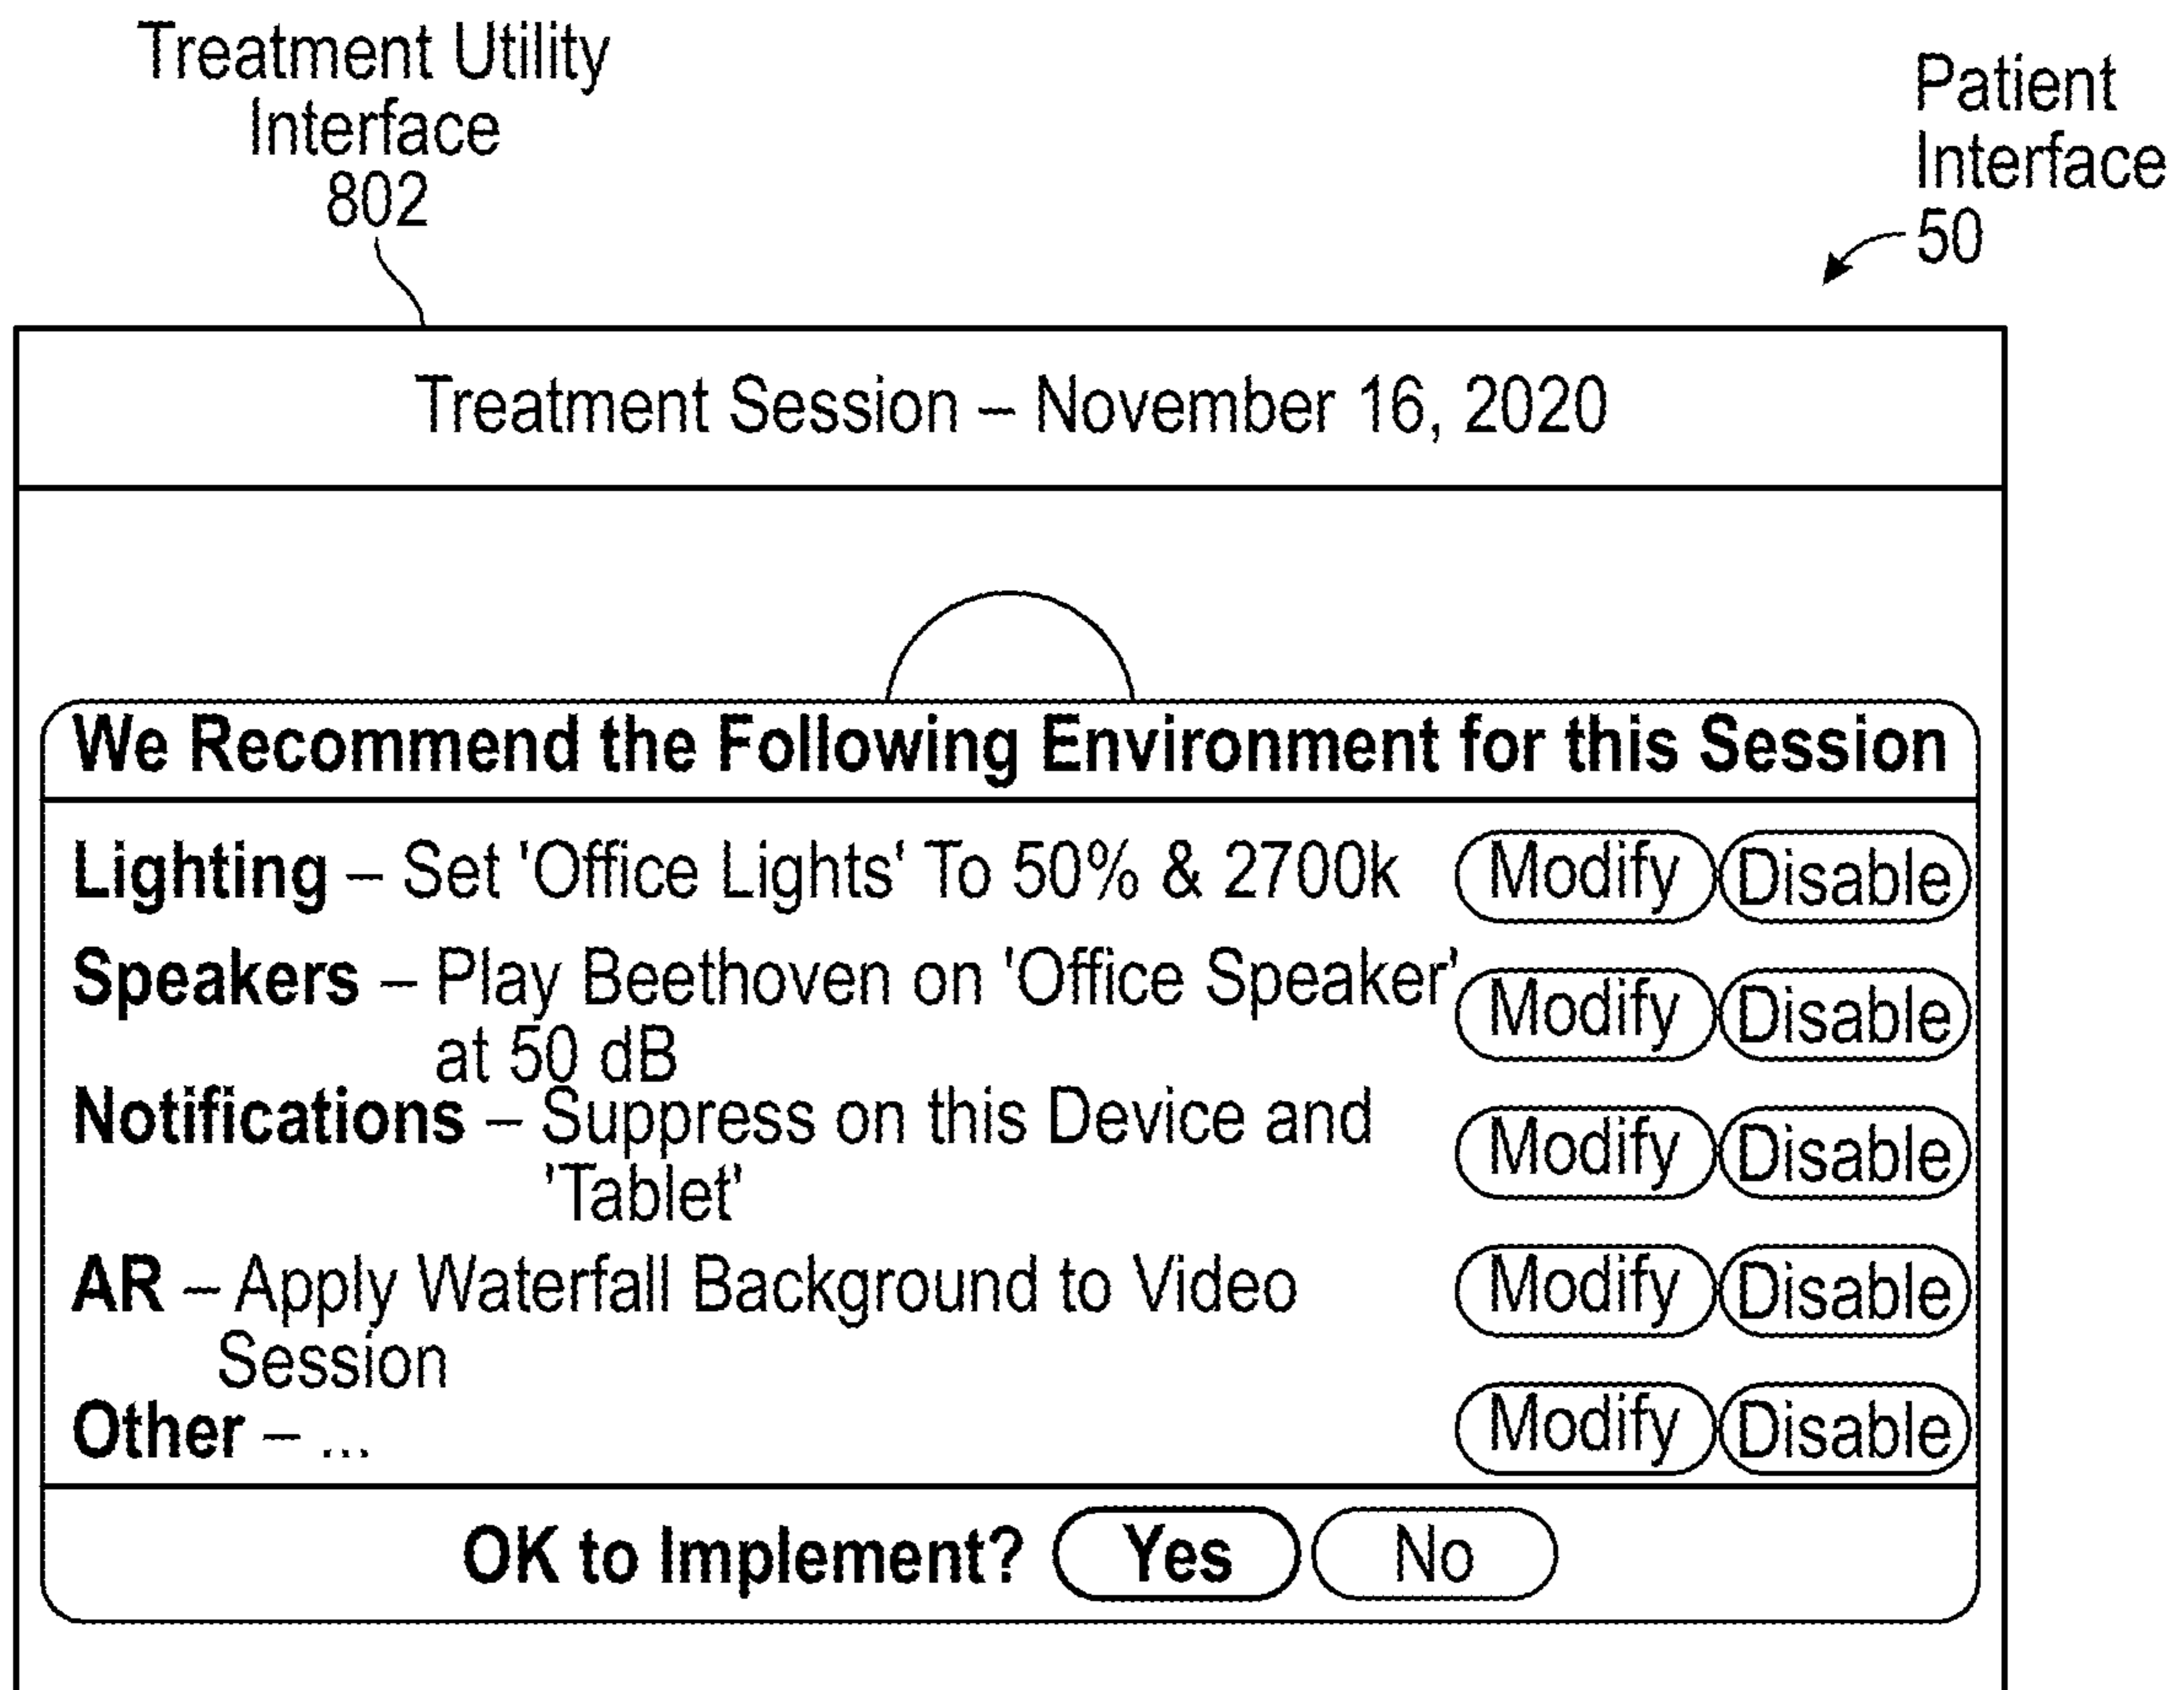 Treatment Utility
Interface
802
Patient
Interface
50
Treatment Session – November 16, 2020
We Recommend the Following Environment for this Session
Lighting – Set 'Office Lights' To 50% & 2700k Modify Disable
Speakers – Play Beethoven on 'Office Speaker' Modify Disable
at 50 dB
Notifications – Suppress on this Device and Modify Disable
'Tablet'
AR – Apply Waterfall Background to Video Modify Disable
Session
Other – ... Modify Disable
OK to Implement? Yes No